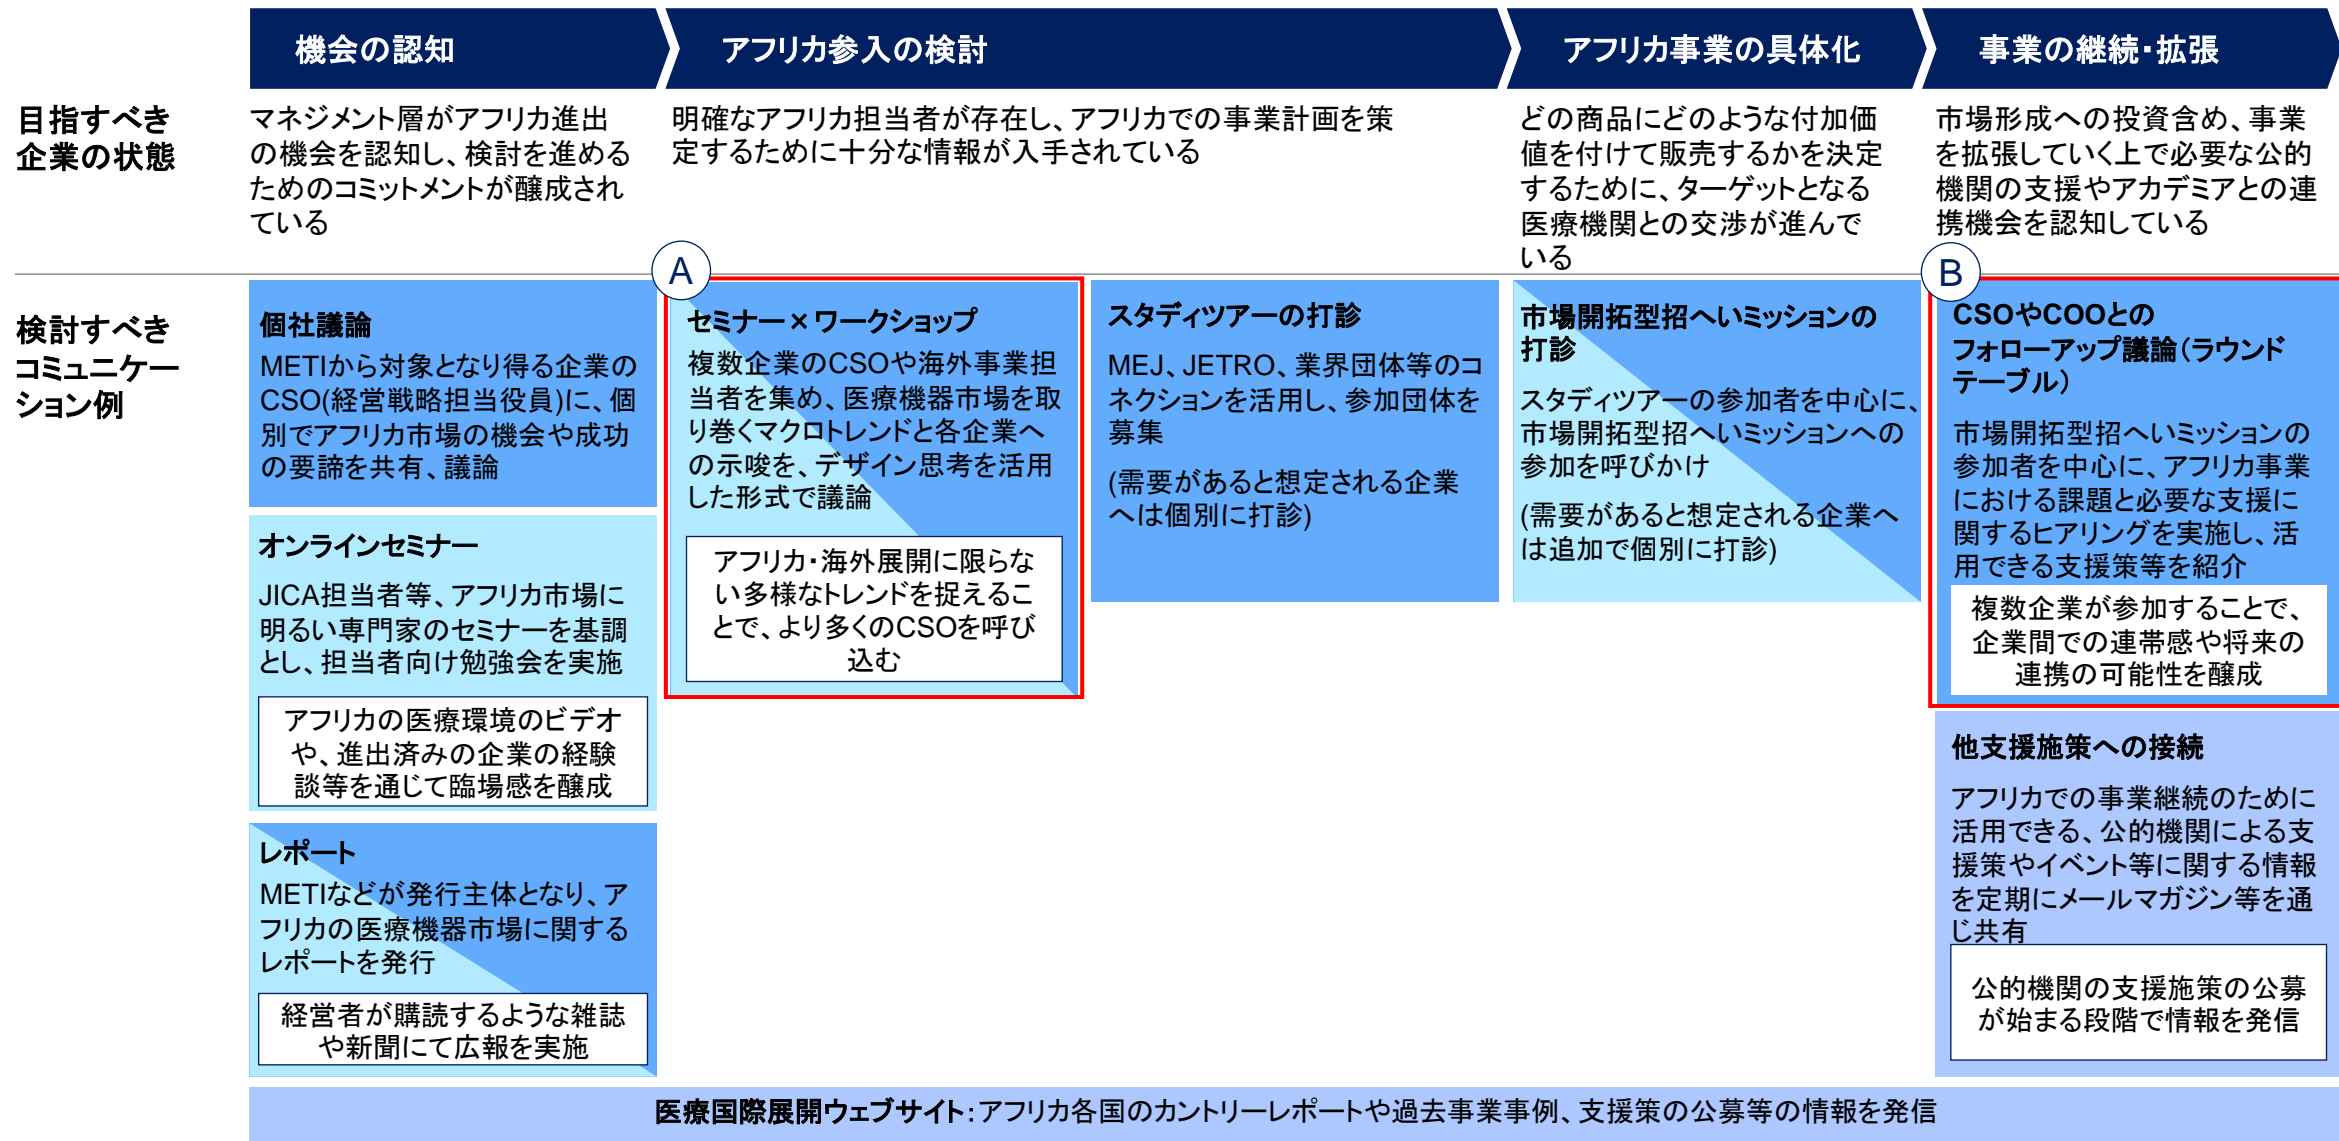 機会の認知
アフリカ参入の検討
アフリカ事業の具体化
事業の継続・拡張
目指すべき
企業の状態
マネジメント層がアフリカ進出
の機会を認知し、検討を進める
ためのコミットメントが醸成され
ている
明確なアフリカ担当者が存在し、アフリカでの事業計画を策
定するために十分な情報が入手されている
どの商品にどのような付加価
値を付けて販売するかを決定
するために、ターゲットとなる
医療機関との交渉が進んで
いる
市場形成への投資含め、事業
を拡張していく上で必要な公的
機関の支援やアカデミアとの連
携機会を認知している
検討すべき
コミュニケー
ション例
個社議論
METIから対象となり得る企業の
CSO(経営戦略担当役員)に、個
別でアフリカ市場の機会や成功
の要諦を共有、議論
オンラインセミナー
JICA担当者等、アフリカ市場に
明るい専門家のセミナーを基調
とし、担当者向け勉強会を実施
アフリカの医療環境のビデオ
や、進出済みの企業の経験
談等を通じて臨場感を醸成
レポート
METIなどが発行主体となり、ア
フリカの医療機器市場に関する
レポートを発行
経営者が購読するような雑誌
や新聞にて広報を実施
A
セミナー×ワークショップ
複数企業のCSOや海外事業担
当者を集め、医療機器市場を取
り巻くマクロトレンドと各企業へ
の示唆を、デザイン思考を活用
した形式で議論
アフリカ・海外展開に限らな
い多様なトレンドを捉えるこ
とで、より多くのCSOを呼び
込む
スタディツアーの打診
MEJ、JETRO、業界団体等のコ
ネクションを活用し、参加団体を
募集
(需要があると想定される企業
へは個別に打診)
市場開拓型招へいミッションの
打診
スタディツアーの参加者を中心に、
市場開拓型招へいミッションへの
参加を呼びかけ
(需要があると想定される企業へ
は追加で個別に打診)
B
CSOやCOOとの
フォローアップ議論(ラウンド
テーブル)
市場開拓型招へいミッションの
参加者を中心に、アフリカ事業
における課題と必要な支援に
関するヒアリングを実施し、活
用できる支援策等を紹介
複数企業が参加することで、
企業間での連帯感や将来の
連携の可能性を醸成
他支援施策への接続
アフリカでの事業継続のために
活用できる、公的機関による支
援策やイベント等に関する情報
を定期にメールマガジン等を通
じ共有
公的機関の支援施策の公募
が始まる段階で情報を発信
医療国際展開ウェブサイト：アフリカ各国のカントリーレポートや過去事業事例、支援策の公募等の情報を発信